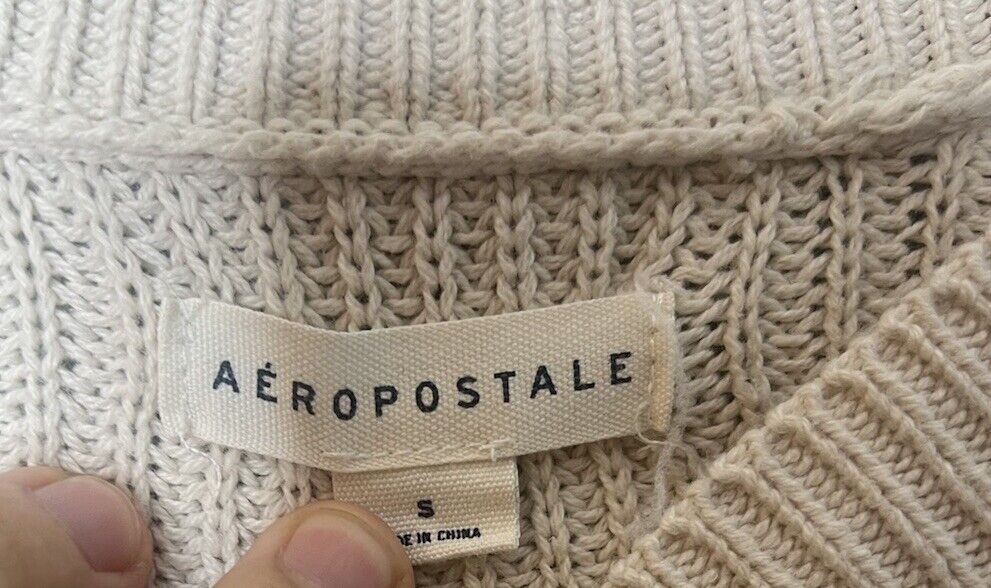 AÉROPOSTALE
S
DE IN CHINA